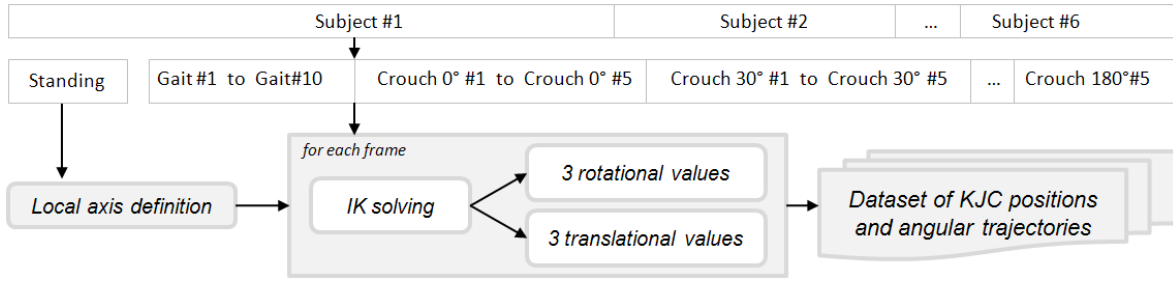 Subject #1 Subject #2 ... Subject #6
Standing Gait #1 to Gait#10 Crouch 0° #1 to Crouch 0° #5 Crouch 30° #1 to Crouch 30° #5 ... Crouch 180°#5
for each frame
Local axis definition
IK solving
3 rotational values
3 translational values
Dataset of KJC positions
and angular trajectories